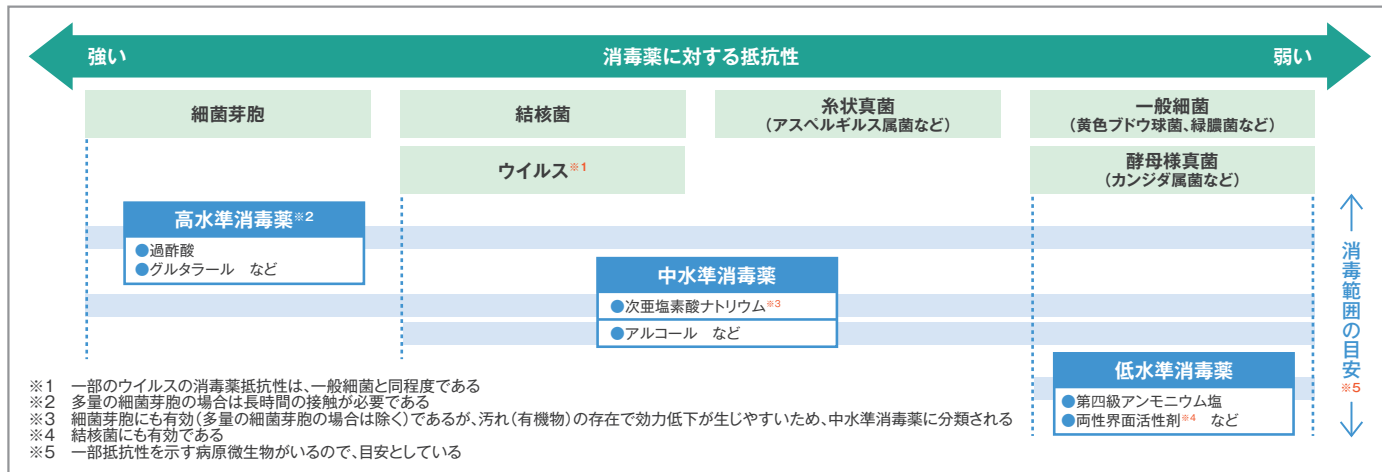 強い 消毒薬に対する抵抗性 弱い
細菌芽胞 結核菌 糸状真菌 一般細菌
(アスペルギルス属菌など) (黄色ブドウ球菌、緑膿菌など)
ウイルス※1 酵母様真菌
(カンジダ属菌など)
高水準消毒薬※2
●過酢酸
●グルタラール など
中水準消毒薬
●次亜塩素酸ナトリウム※3
●アルコール など
低水準消毒薬
●第四級アンモニウム塩
●両性界面活性剤※4 など
消毒範囲の目安※5
※1 一部のウイルスの消毒薬抵抗性は、一般細菌と同程度である
※2 多量の細菌芽胞の場合は長時間の接触が必要である
※3 細菌芽胞にも有効(多量の細菌芽胞の場合は除く)であるが、汚れ(有機物)の存在で効力低下が生じやすいため、中水準消毒薬に分類される
※4 結核菌にも有効である
※5 一部抵抗性を示す病原微生物がいるので、目安としている